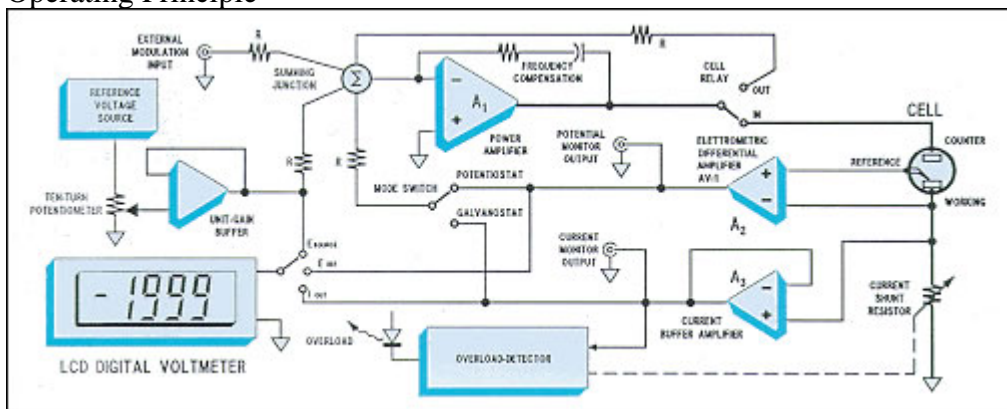 Operating Principle
EXTERNAL
MODULATION
INPUT
R
SUMMING
JUNCTION
Σ
R
FREQUENCY
COMPENSATION
CELL
RELAY
OUT
IN
REFERENCE
VOLTAGE
SOURCE
−
A1
+
POWER
AMPLIFIER
POTENTIAL
MONITOR
OUTPUT
ELETTROMETRIC
DIFFERENTIAL
AMPLIFIER
AV=1
CELL
COUNTER
REFERENCE
WORKING
R
R
MODE SWITCH
POTENTIOSTAT
GALVANOSTAT
+
−
A2
TEN-TURN
POTENTIOMETER
UNIT-GAIN
BUFFER
E SOURCE
E OUT
I OUT
CURRENT
MONITOR
OUTPUT
A3
−
+
CURRENT
BUFFER AMPLIFIER
CURRENT
SHUNT
RESISTOR
-1999
LCD DIGITAL VOLTMETER
OVERLOAD
OVERLOAD-DETECTOR